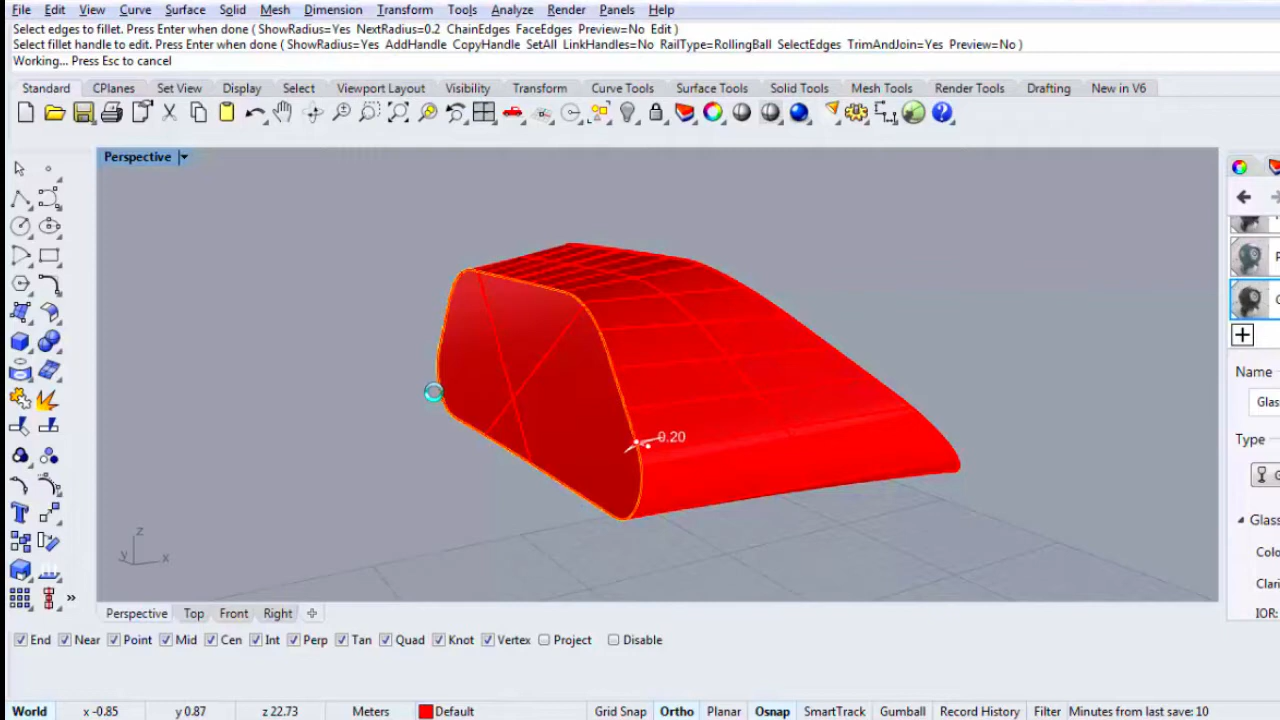 File Edit View Curve Surface Solid Mesh Dimension Transform Tools Analyze Render Panels Help
Select edges to fillet. Press Enter when done ( ShowRadius=Yes NextRadius=0.2 ChainEdges FaceEdges Preview=No Edit )
Select fillet handle to edit. Press Enter when done ( ShowRadius=Yes AddHandle CopyHandle SetAll LinkHandles=No RailType=RollingBall SelectEdges TrimAndJoin=Yes Preview=No )
Working... Press Esc to cancel
Standard CPlanes Set View Display Select Viewport Layout Visibility Transform Curve Tools Surface Tools Solid Tools Mesh Tools Render Tools Drafting New in V6
Perspective
P
C
Name
Glas
Type
G
Glass
Colo
Clari
IOR:
0.20
z
y x
Perspective Top Front Right
End Near Point Mid Cen Int Perp Tan Quad Knot Vertex Project Disable
World x -0.85 y 0.87 z 22.73 Meters Default Grid Snap Ortho Planar Osnap SmartTrack Gumball Record History Filter Minutes from last save: 10